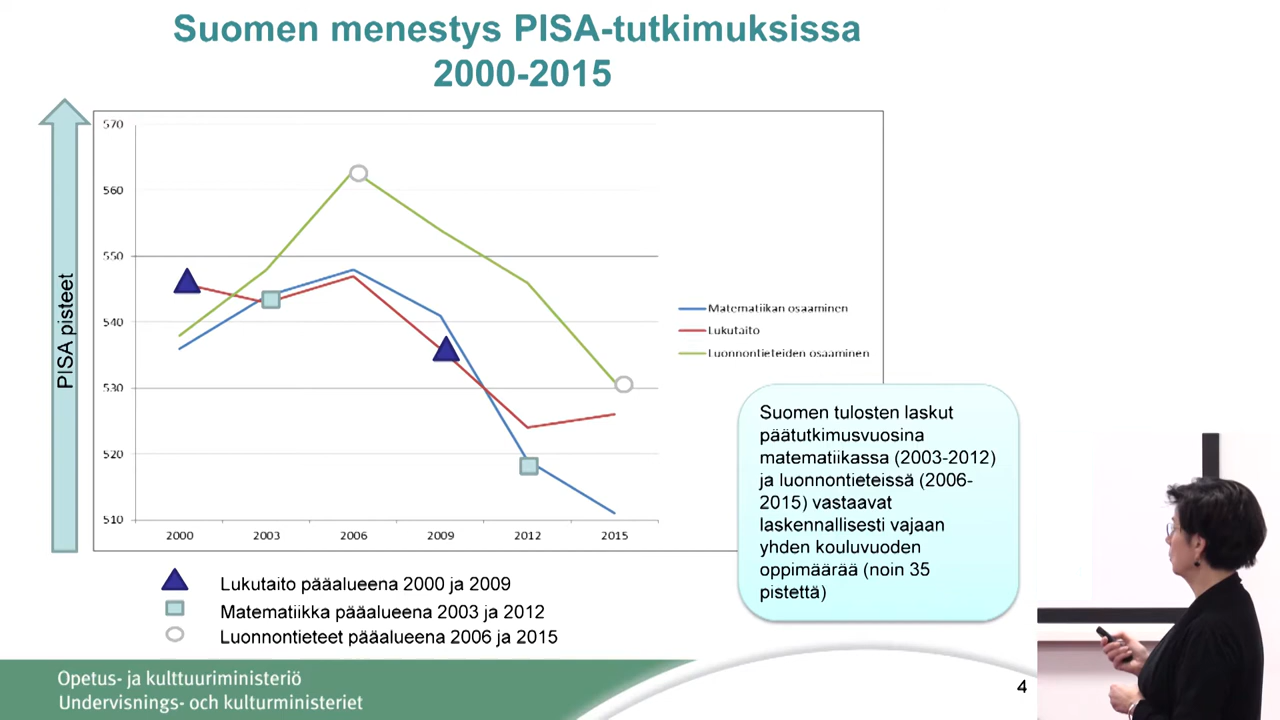 Suomen menestys PISA-tutkimuksissa
2000-2015
PISA pisteet
570
560
550
540
530
520
510
2000
2003
2006
2009
2012
2015
Matematiikan osaaminen
Lukutaito
Luonnontieteiden osaaminen
Suomen tulosten laskut
päätutkimusvuosina
matematiikassa (2003-2012)
ja luonnontieteissä (2006-
2015) vastaavat
laskennallisesti vajaan
yhden kouluvuoden
oppimäärää (noin 35
pistettä)
Lukutaito pääalueena 2000 ja 2009
Matematiikka pääalueena 2003 ja 2012
Luonnontieteet pääalueena 2006 ja 2015
Opetus- ja kulttuuriministeriö
Undervisnings- och kulturministeriet
4